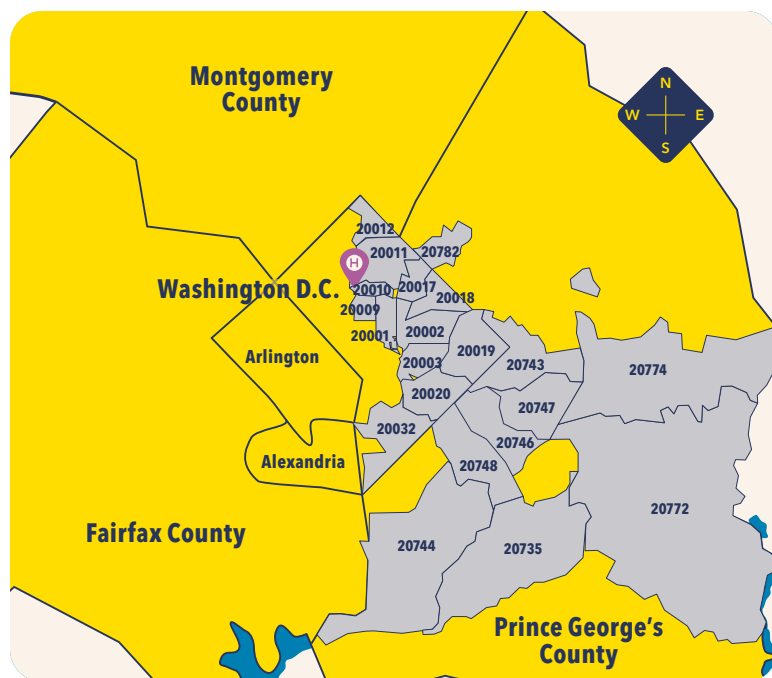 Montgomery
County
N
W E
S
20012
20011
20782
H
Washington D.C.
20010
20017
20018
20009
20001
20002
20003
20019
20743
20774
Arlington
20020
20747
20032
20746
Alexandria
20748
20772
Fairfax County
20744
20735
Prince George's
County